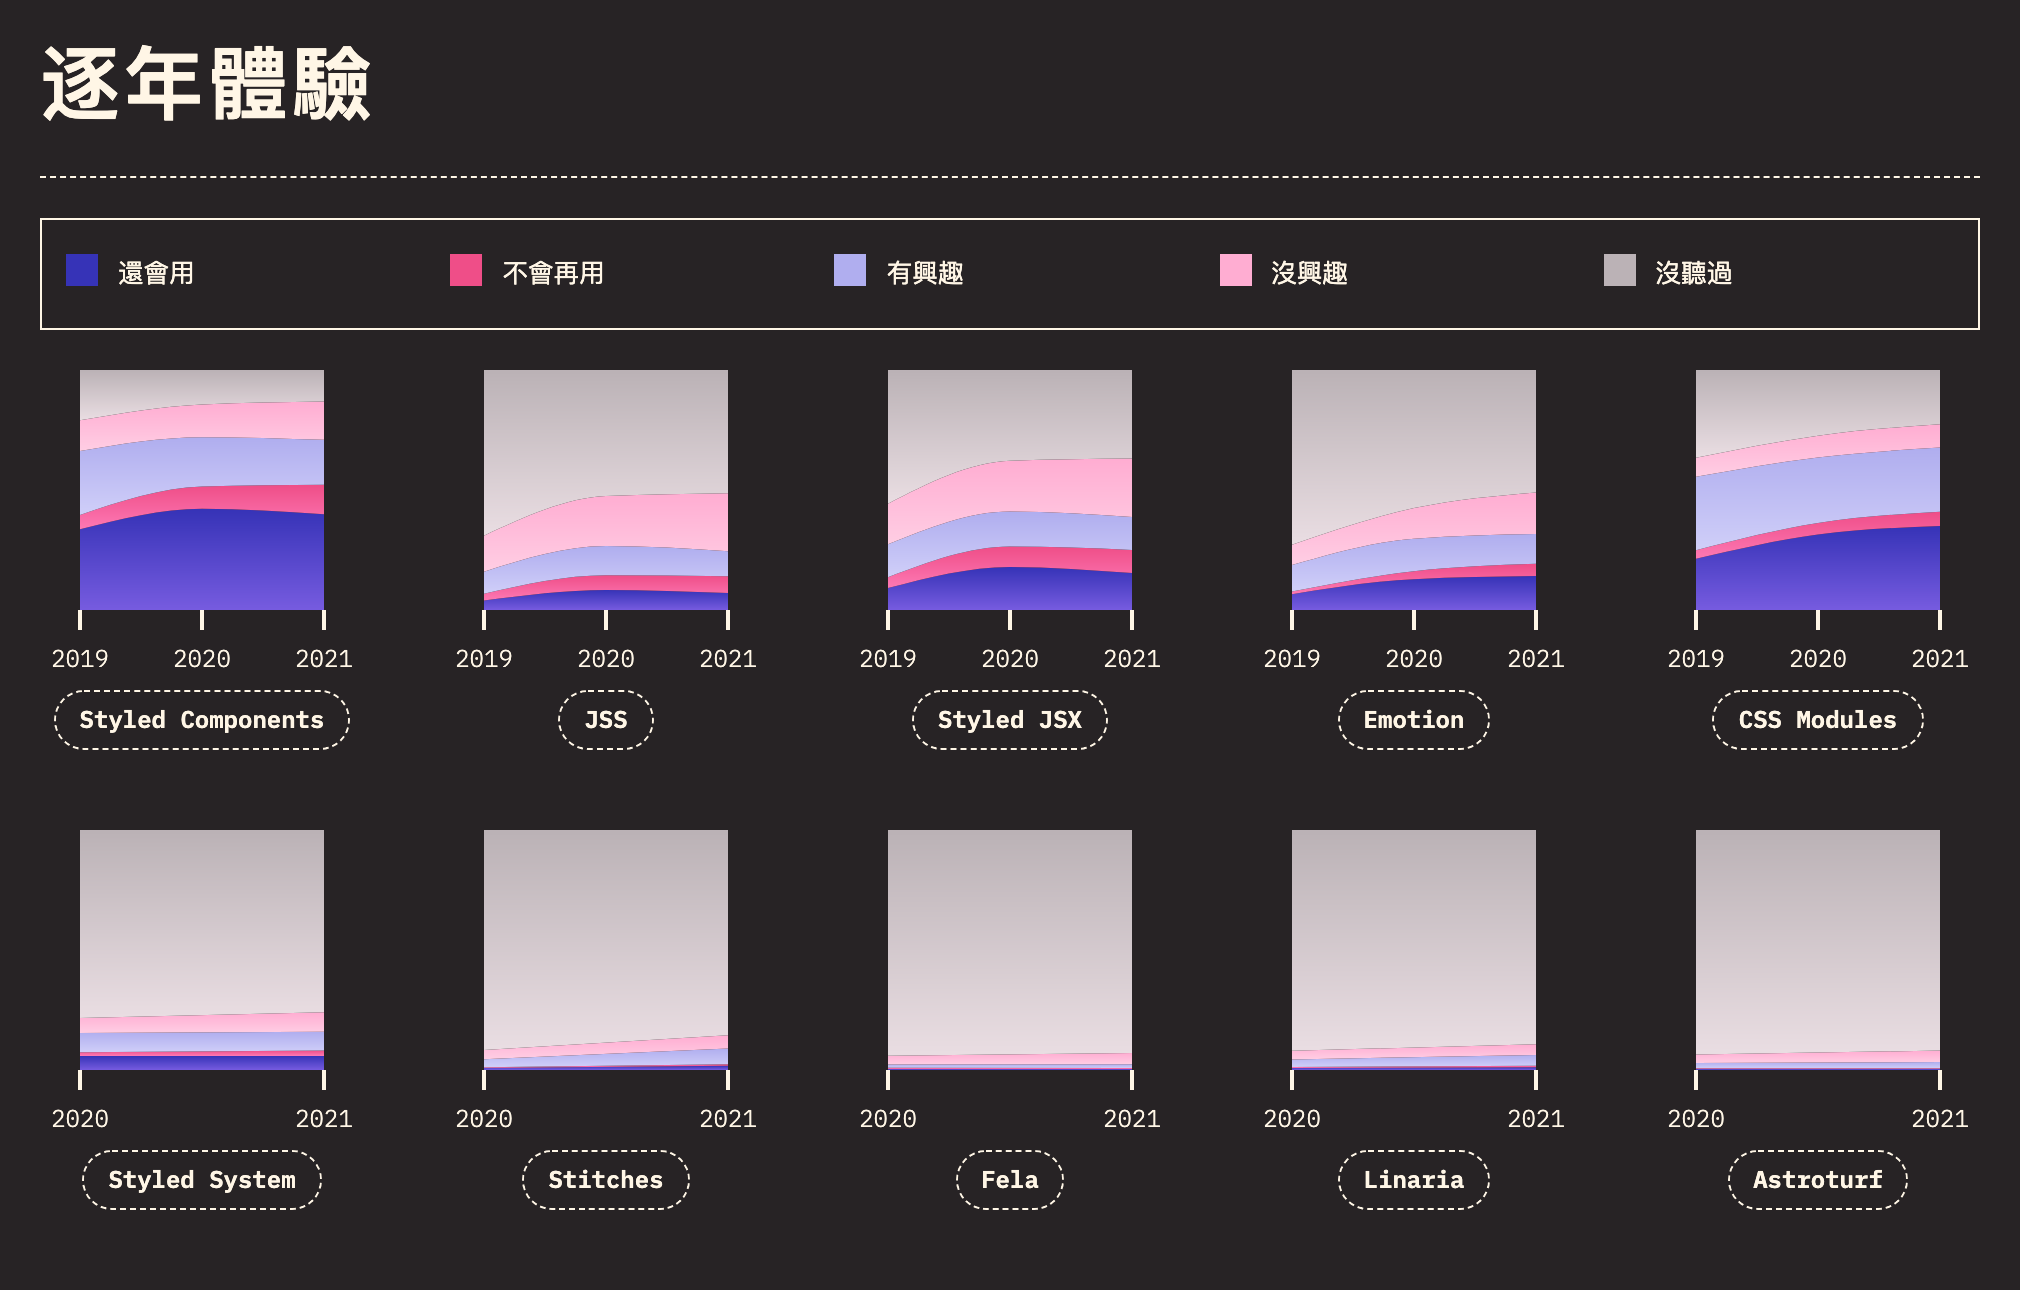 逐年體驗
還會用 不會再用 有興趣 沒興趣 沒聽過
2019 2020 2021 2019 2020 2021 2019 2020 2021 2019 2020 2021 2019 2020 2021
Styled Components JSS Styled JSX Emotion CSS Modules
2020 2021 2020 2021 2020 2021 2020 2021 2020 2021
Styled System Stitches Fela Linaria Astroturf